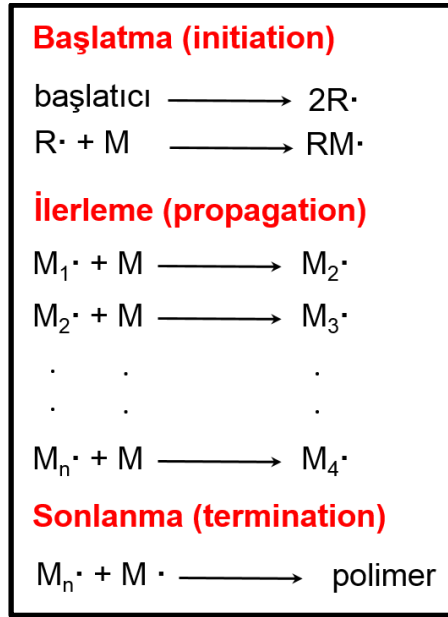 Başlatma (initiation)
başlatıcı ⟶ 2R·
R· + M ⟶ RM·
İlerleme (propagation)
M₁· + M ⟶ M₂·
M₂· + M ⟶ M₃·
. . .
. . .
Mₙ· + M ⟶ M₄·
Sonlanma (termination)
Mₙ· + M · ⟶ polimer